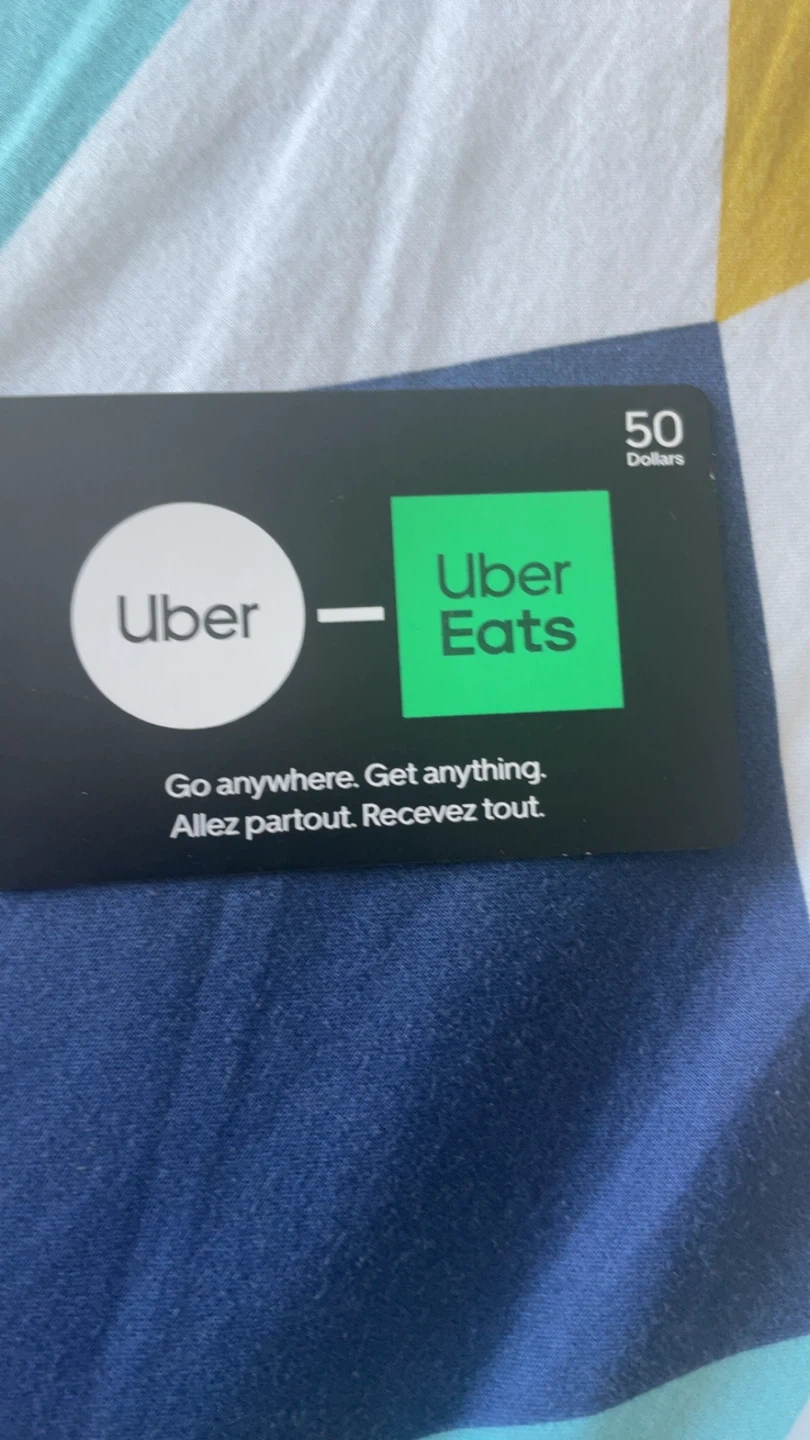 50
Dollars
Uber
Uber
Eats
Go anywhere. Get anything.
Allez partout. Recevez tout.